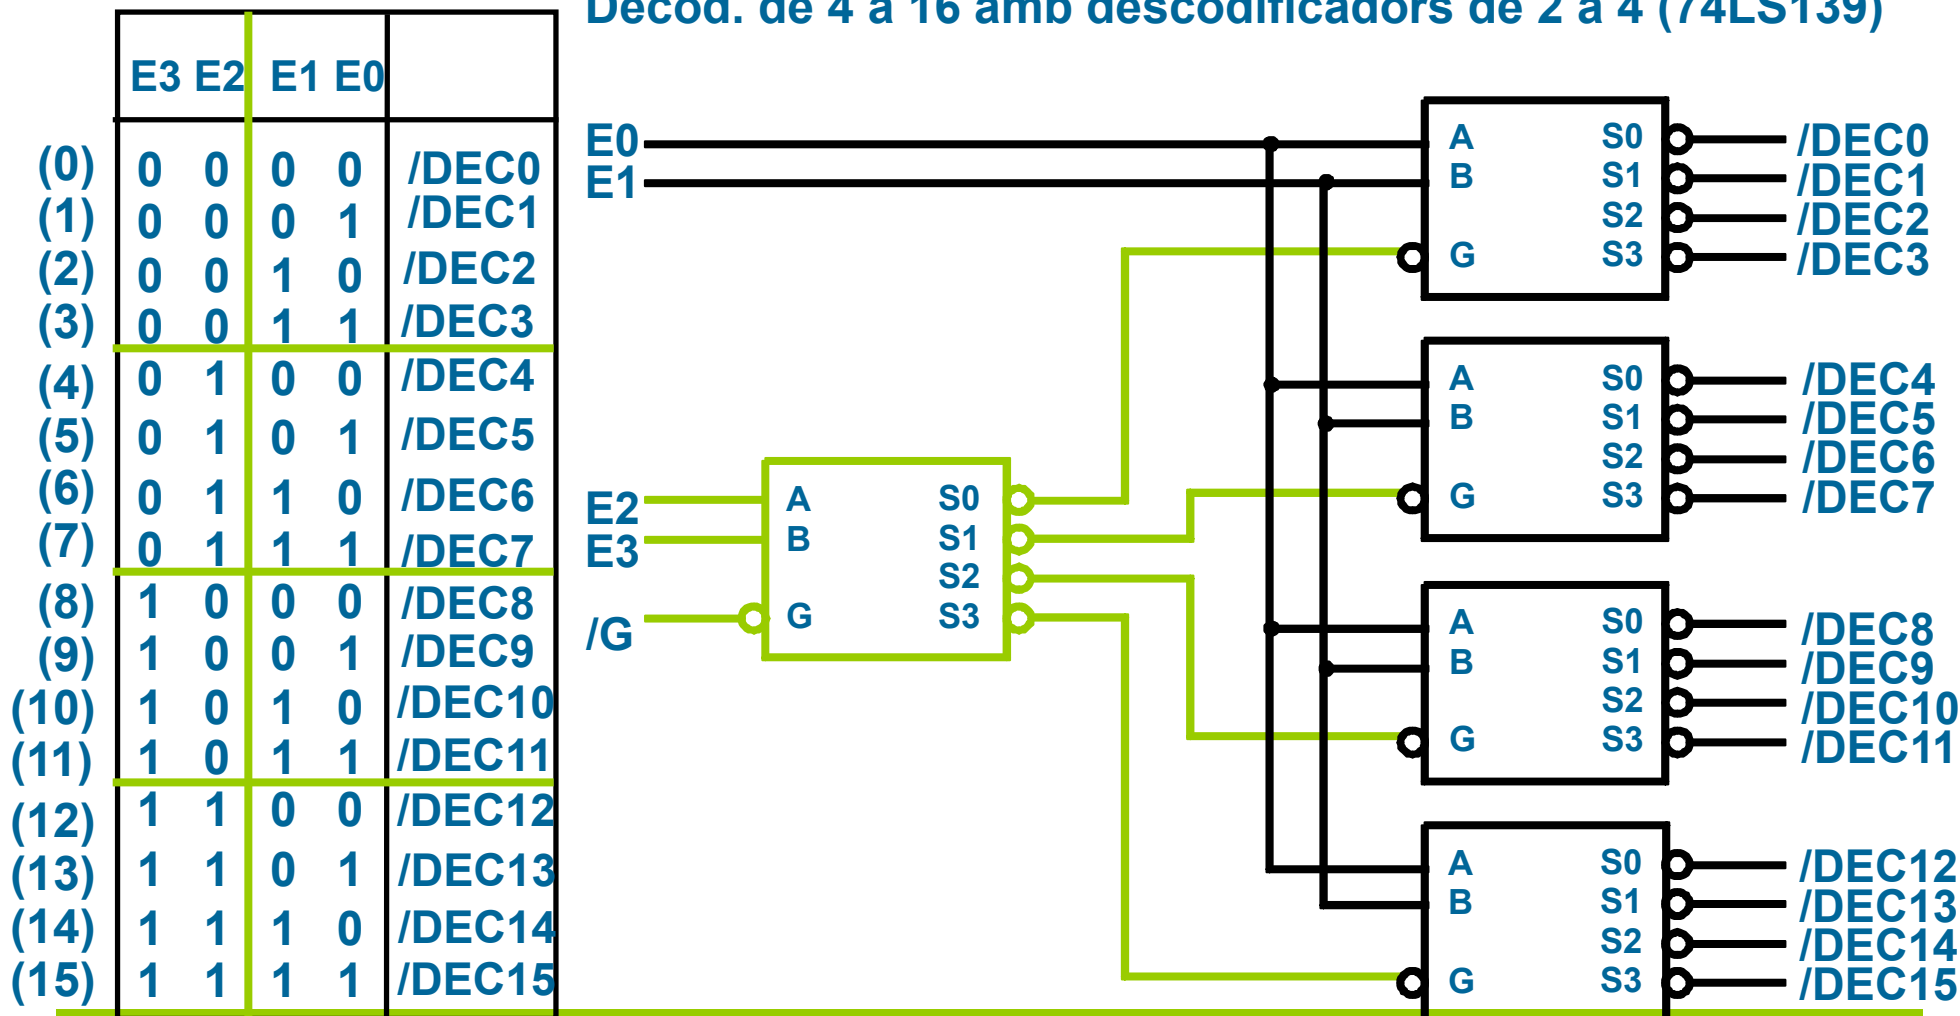 Decod. de 4 a 16 amb descodificadors de 2 a 4 (74LS139)
E3 E2 E1 E0
(0) 0 0 0 0 /DEC0
(1) 0 0 0 1 /DEC1
(2) 0 0 1 0 /DEC2
(3) 0 0 1 1 /DEC3
(4) 0 1 0 0 /DEC4
(5) 0 1 0 1 /DEC5
(6) 0 1 1 0 /DEC6
(7) 0 1 1 1 /DEC7
(8) 1 0 0 0 /DEC8
(9) 1 0 0 1 /DEC9
(10) 1 0 1 0 /DEC10
(11) 1 0 1 1 /DEC11
(12) 1 1 0 0 /DEC12
(13) 1 1 0 1 /DEC13
(14) 1 1 1 0 /DEC14
(15) 1 1 1 1 /DEC15
E0
E1
E2 A S0
E3 B S1
S2
/G G S3
A S0 /DEC0
B S1 /DEC1
S2 /DEC2
G S3 /DEC3
A S0 /DEC4
B S1 /DEC5
S2 /DEC6
G S3 /DEC7
A S0 /DEC8
B S1 /DEC9
S2 /DEC10
G S3 /DEC11
A S0 /DEC12
B S1 /DEC13
S2 /DEC14
G S3 /DEC15